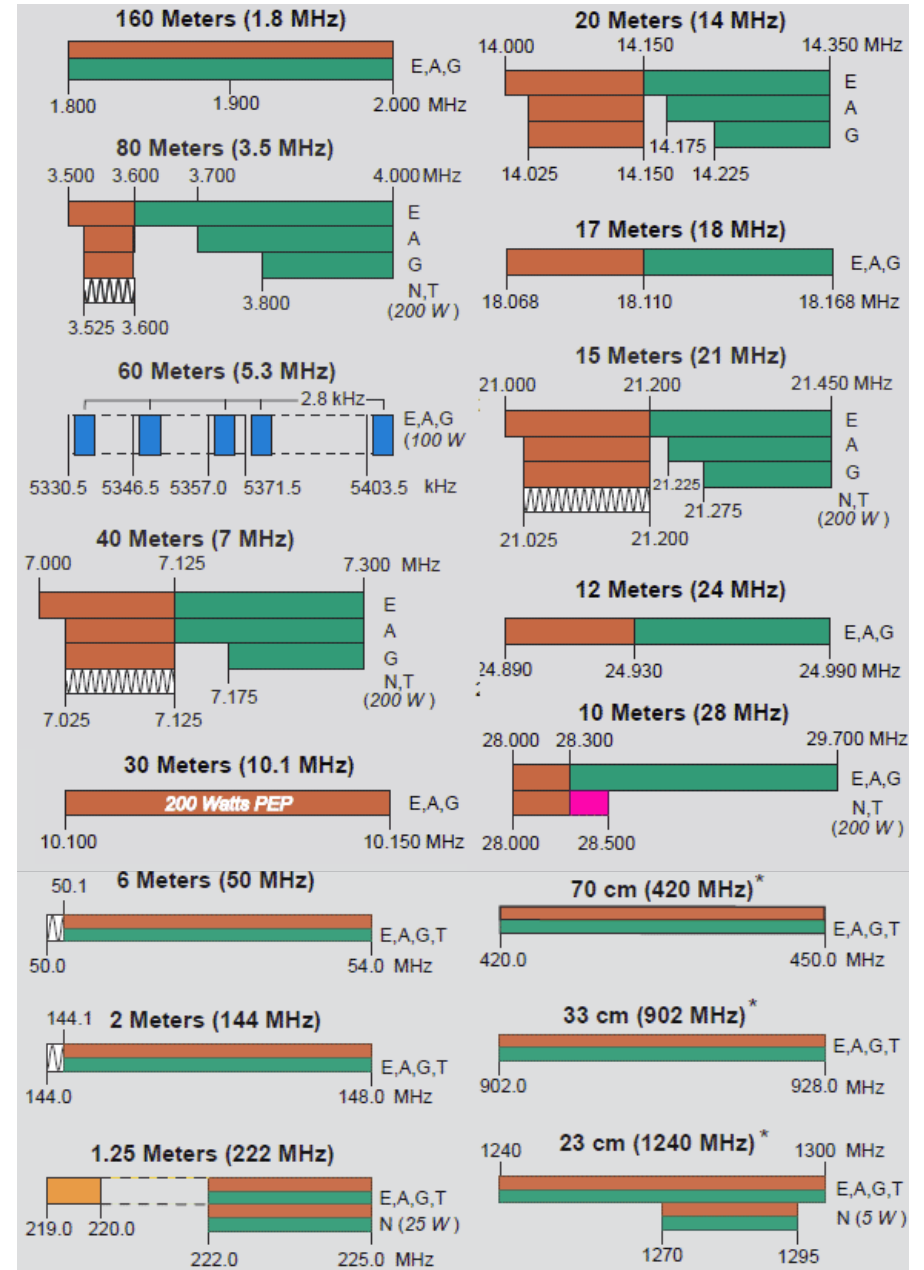 160 Meters (1.8 MHz)
E,A,G
1.800 1.900 2.000 MHz
80 Meters (3.5 MHz)
3.500 3.600 3.700 4.000 MHz
E
A
G
N,T
3.800 (200 W)
3.525 3.600
60 Meters (5.3 MHz)
2.8 kHz
E,A,G
(100 W
5330.5 5346.5 5357.0 5371.5 5403.5 kHz
40 Meters (7 MHz)
7.000 7.125 7.300 MHz
E
A
G
N,T
7.175 (200 W)
7.025 7.125
30 Meters (10.1 MHz)
200 Watts PEP E,A,G
10.100 10.150 MHz
20 Meters (14 MHz)
14.000 14.150 14.350 MHz
E
A
G
14.175
14.025 14.150 14.225
17 Meters (18 MHz)
E,A,G
18.068 18.110 18.168 MHz
15 Meters (21 MHz)
21.000 21.200 21.450 MHz
E
A
G
21.225 N,T
21.275 (200 W)
21.025 21.200
12 Meters (24 MHz)
E,A,G
24.890 24.930 24.990 MHz
10 Meters (28 MHz)
28.000 28.300 29.700 MHz
E,A,G
N,T
(200 W)
28.000 28.500
6 Meters (50 MHz)
50.1
E,A,G,T
50.0 54.0 MHz
2 Meters (144 MHz)
144.1
E,A,G,T
144.0 148.0 MHz
1.25 Meters (222 MHz)
E,A,G,T
219.0 220.0 N (25 W)
222.0 225.0 MHz
70 cm (420 MHz)*
E,A,G,T
420.0 450.0 MHz
33 cm (902 MHz)*
E,A,G,T
902.0 928.0 MHz
23 cm (1240 MHz)*
1240 1300 MHz
E,A,G,T
N (5 W)
1270 1295